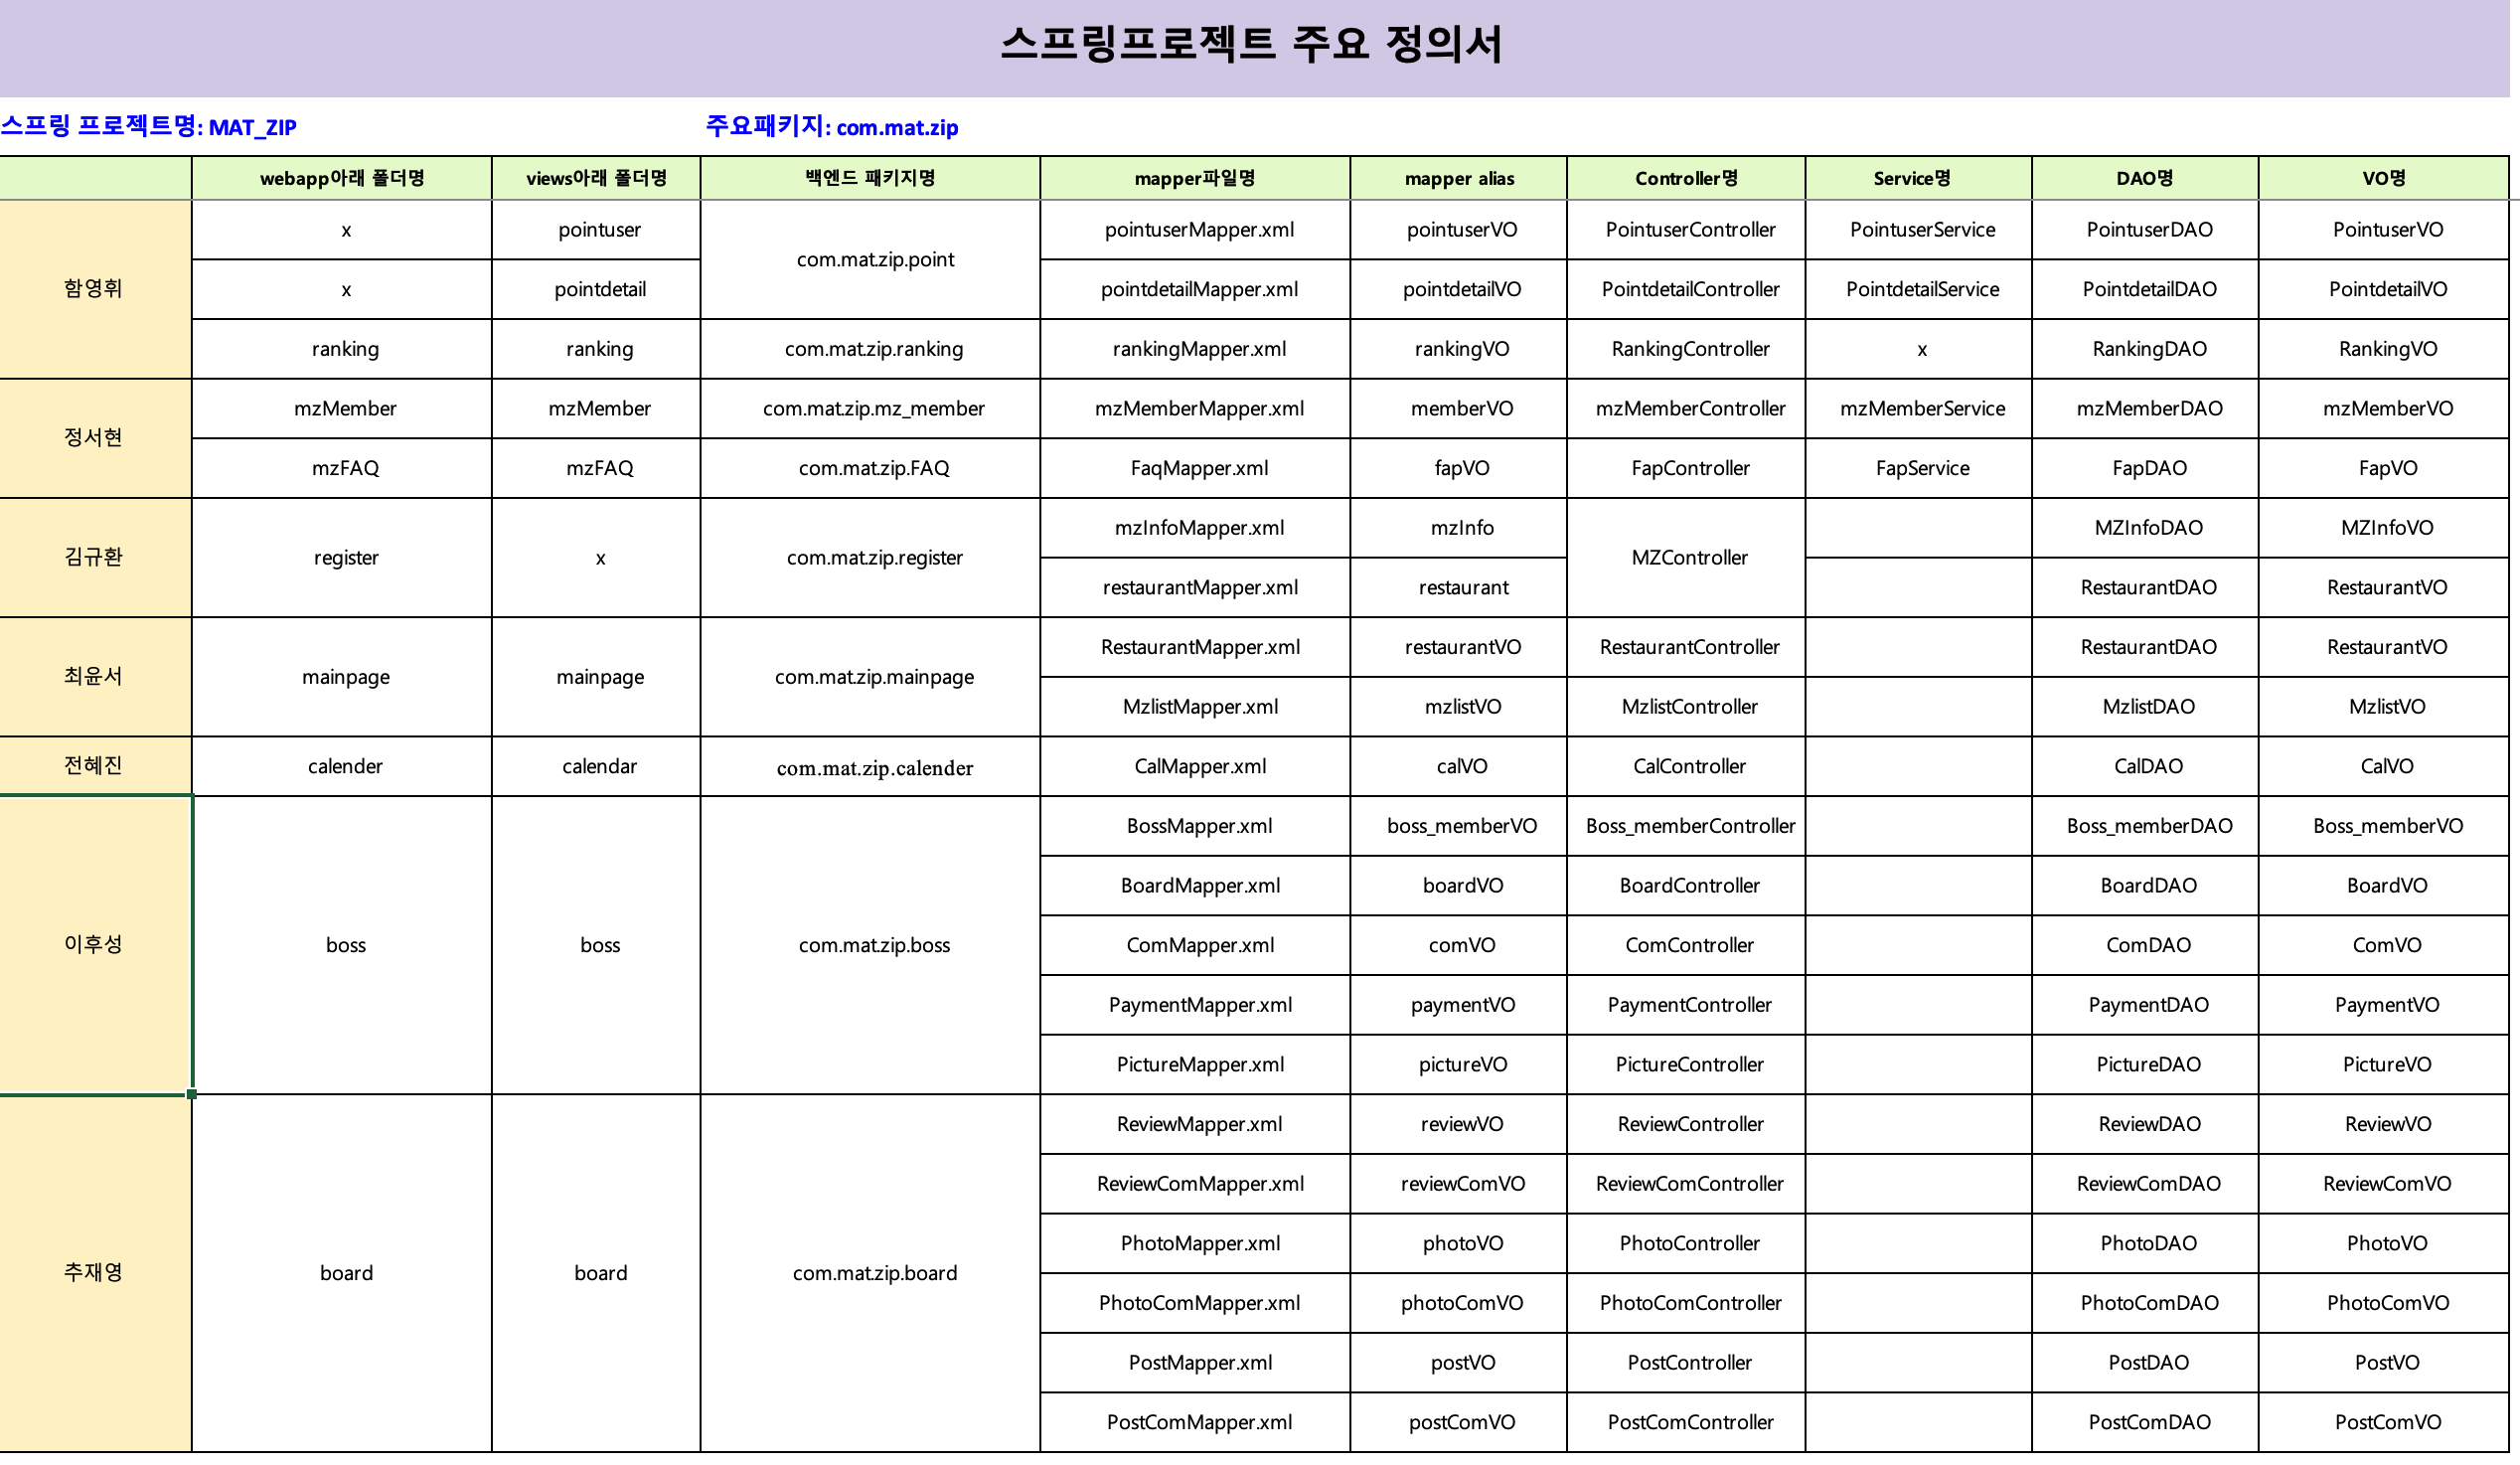 스프링프로젝트 주요 정의서
스프링 프로젝트명: MAT_ZIP 주요패키지: com.mat.zip
webapp아래 폴더명 views아래 폴더명 백엔드 패키지명 mapper파일명 mapper alias Controller명 Service명 DAO명 VO명
함영휘 x pointuser com.mat.zip.point pointuserMapper.xml pointuserVO PointuserController PointuserService PointuserDAO PointuserVO
x pointdetail pointdetailMapper.xml pointdetailVO PointdetailController PointdetailService PointdetailDAO PointdetailVO
ranking ranking com.mat.zip.ranking rankingMapper.xml rankingVO RankingController x RankingDAO RankingVO
정서현 mzMember mzMember com.mat.zip.mz_member mzMemberMapper.xml memberVO mzMemberController mzMemberService mzMemberDAO mzMemberVO
mzFAQ mzFAQ com.mat.zip.FAQ FaqMapper.xml fapVO FapController FapService FapDAO FapVO
김규환 register x com.mat.zip.register mzInfoMapper.xml mzInfo MZController MZInfoDAO MZInfoVO
restaurantMapper.xml restaurant RestaurantDAO RestaurantVO
최윤서 mainpage mainpage com.mat.zip.mainpage RestaurantMapper.xml restaurantVO RestaurantController RestaurantDAO RestaurantVO
MzlistMapper.xml mzlistVO MzlistController MzlistDAO MzlistVO
전혜진 calender calendar com.mat.zip.calender CalMapper.xml calVO CalController CalDAO CalVO
이후성 boss boss com.mat.zip.boss BossMapper.xml boss_memberVO Boss_memberController Boss_memberDAO Boss_memberVO
BoardMapper.xml boardVO BoardController BoardDAO BoardVO
ComMapper.xml comVO ComController ComDAO ComVO
PaymentMapper.xml paymentVO PaymentController PaymentDAO PaymentVO
PictureMapper.xml pictureVO PictureController PictureDAO PictureVO
추재영 board board com.mat.zip.board ReviewMapper.xml reviewVO ReviewController ReviewDAO ReviewVO
ReviewComMapper.xml reviewComVO ReviewComController ReviewComDAO ReviewComVO
PhotoMapper.xml photoVO PhotoController PhotoDAO PhotoVO
PhotoComMapper.xml photoComVO PhotoComController PhotoComDAO PhotoComVO
PostMapper.xml postVO PostController PostDAO PostVO
PostComMapper.xml postComVO PostComController PostComDAO PostComVO